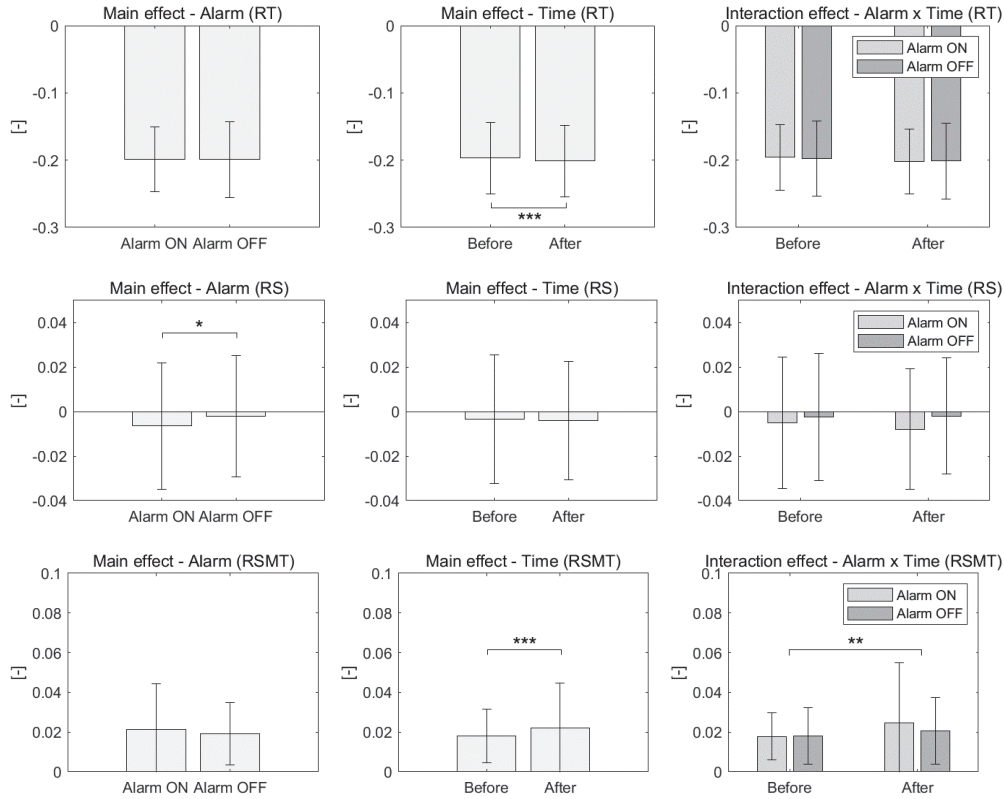 Main effect - Alarm (RT)
0
-0.1
-0.2
-0.3
[-]
Alarm ON Alarm OFF
Main effect - Time (RT)
0
-0.1
-0.2
-0.3
[-]
***
Before After
Interaction effect - Alarm x Time (RT)
0
-0.1
-0.2
-0.3
[-]
Alarm ON
Alarm OFF
Before After
Main effect - Alarm (RS)
0.04
0.02
0
-0.02
-0.04
[-]
*
Alarm ON Alarm OFF
Main effect - Time (RS)
0.04
0.02
0
-0.02
-0.04
[-]
Before After
Interaction effect - Alarm x Time (RS)
0.04
0.02
0
-0.02
-0.04
[-]
Alarm ON
Alarm OFF
Before After
Main effect - Alarm (RSMT)
0.1
0.08
0.06
0.04
0.02
0
[-]
Alarm ON Alarm OFF
Main effect - Time (RSMT)
0.1
0.08
0.06
0.04
0.02
0
[-]
***
Before After
Interaction effect - Alarm x Time (RSMT)
0.1
0.08
0.06
0.04
0.02
0
[-]
Alarm ON
Alarm OFF
**
Before After